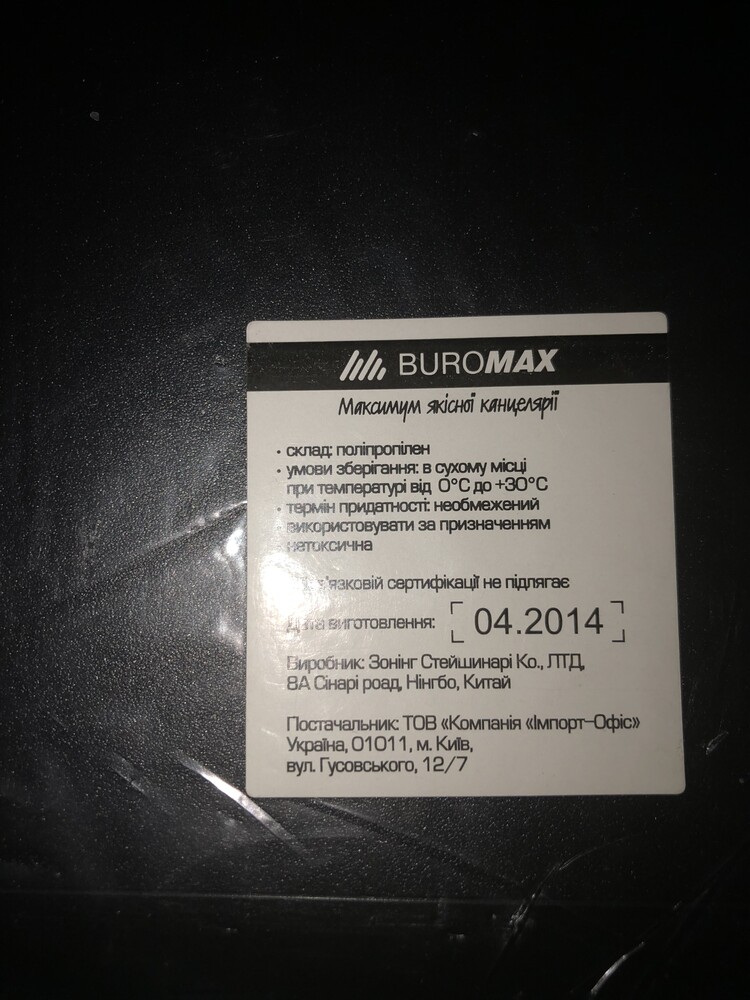 BUROMAX
Максимум якісної канцелярії
• склад: поліпропілен
• умови зберігання: в сухому місці
при температурі від 0°C до +30°C
• термін придатності: необмежений
використовувати за призначенням
нетоксична
сертифікації не підлягає
Дата виготовлення: 04.2014
Виробник: Зонінг Стейшинарі Ко., ЛТД,
8А Сінарі роад, Нінгбо, Китай
Постачальник: ТОВ «Компанія «Імпорт-Офіс»
Україна, 01011, м. Київ,
вул. Гусовського, 12/7